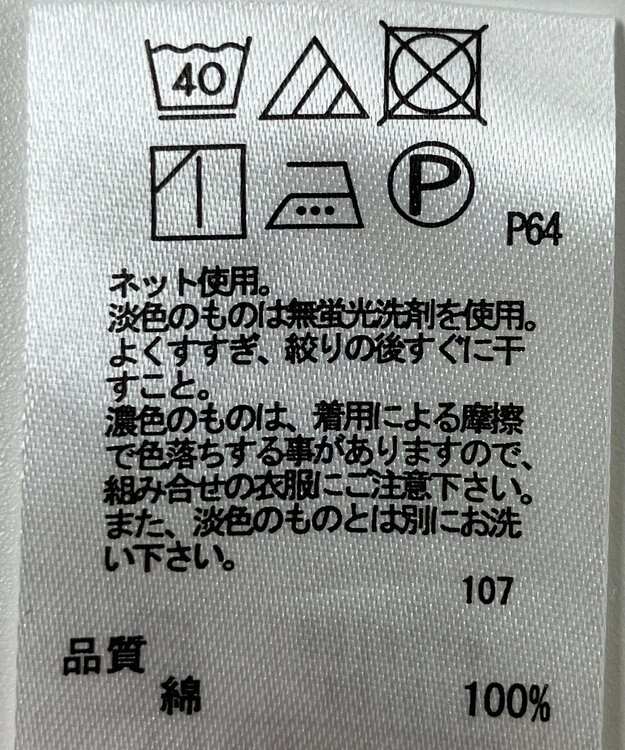 40
P
P64
ネット使用。
淡色のものは無蛍光洗剤を使用。
よくすすぎ、絞りの後すぐに干
すこと。
濃色のものは、着用による摩擦
で色落ちする事がありますので、
組み合せの衣服にご注意下さい。
また、淡色のものとは別にお洗
い下さい。
107
品質
綿 100%